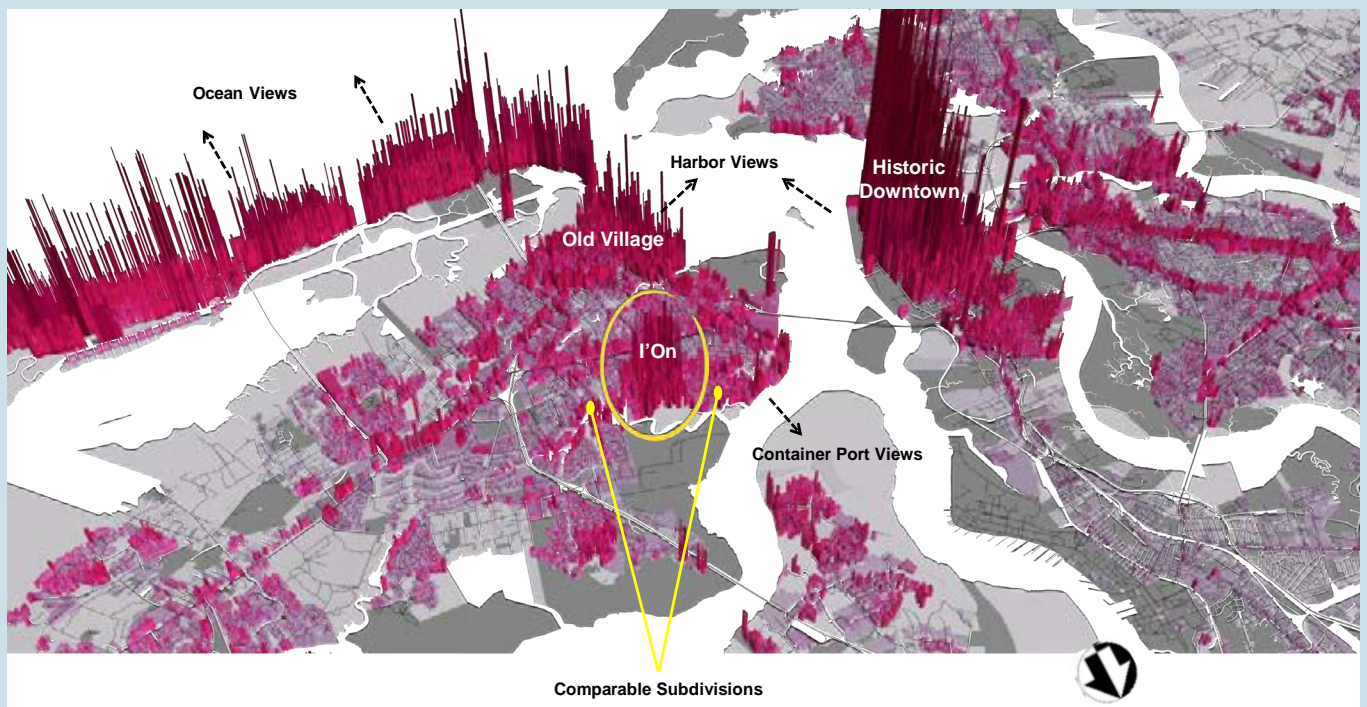 Ocean Views
Harbor Views
Historic
Downtown
Old Village
I’On
Container Port Views
Comparable Subdivisions